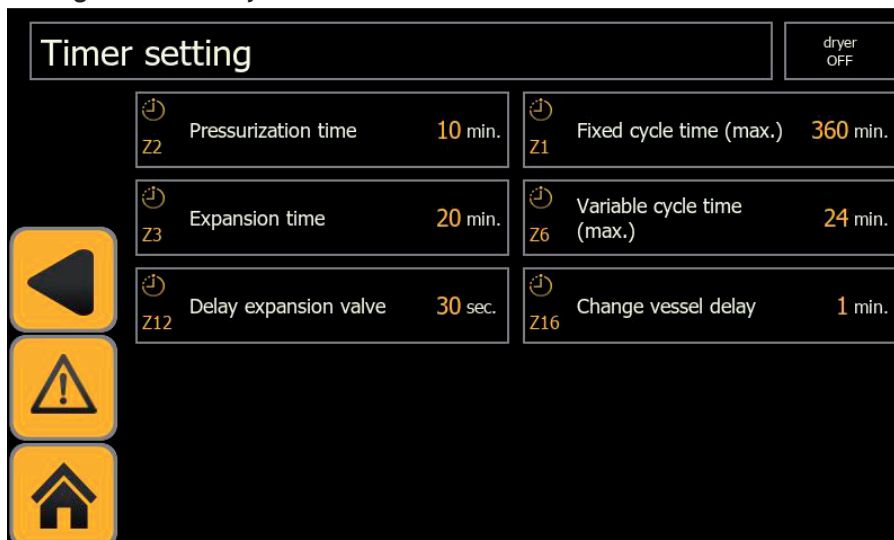 Timer setting
dryer
OFF
Z2 Pressurization time 10 min.
Z1 Fixed cycle time (max.) 360 min.
Z3 Expansion time 20 min.
Z6 Variable cycle time
(max.) 24 min.
Z12 Delay expansion valve 30 sec.
Z16 Change vessel delay 1 min.